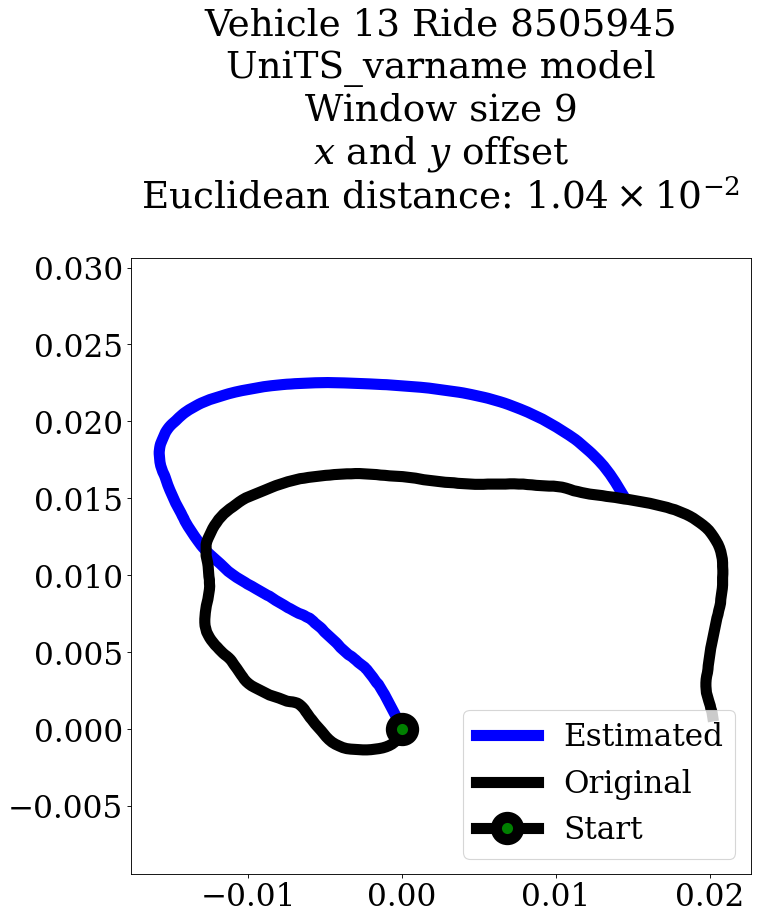 Vehicle 13 Ride 8505945
UniTS_varname model
Window size 9
x and y offset
Euclidean distance: 1.04 × 10⁻²
0.030
0.025
0.020
0.015
0.010
0.005
0.000
−0.005
Estimated
Original
Start
−0.01 0.00 0.01 0.02